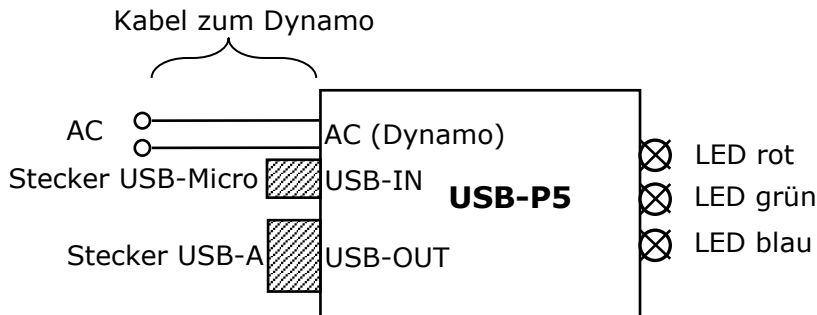 Kabel zum Dynamo
AC
AC (Dynamo)
LED rot
Stecker USB-Micro
USB-IN
USB-P5
LED grün
Stecker USB-A
USB-OUT
LED blau